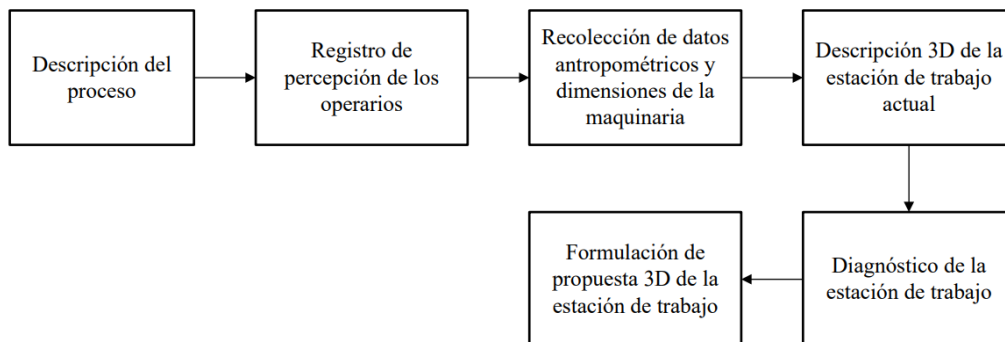 Descripción del
proceso
Registro de
percepción de los
operarios
Recolección de datos
antropométricos y
dimensiones de la
maquinaria
Descripción 3D de la
estación de trabajo
actual
Diagnóstico de la
estación de trabajo
Formulación de
propuesta 3D de la
estación de trabajo